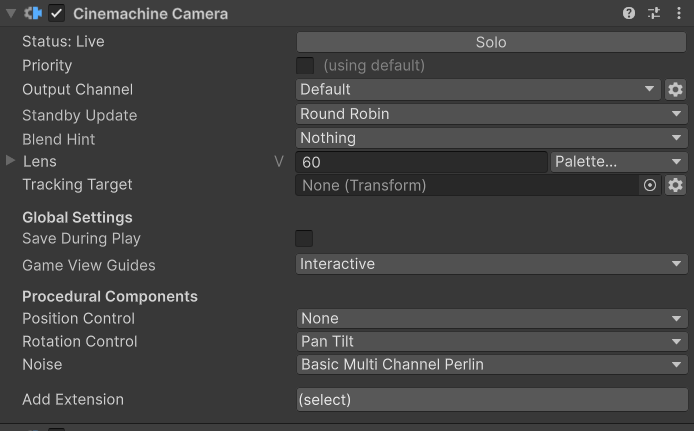 Cinemachine Camera
Status: Live Solo
Priority (using default)
Output Channel Default
Standby Update Round Robin
Blend Hint Nothing
Lens V 60 Palette...
Tracking Target None (Transform)
Global Settings
Save During Play
Game View Guides Interactive
Procedural Components
Position Control None
Rotation Control Pan Tilt
Noise Basic Multi Channel Perlin
Add Extension (select)